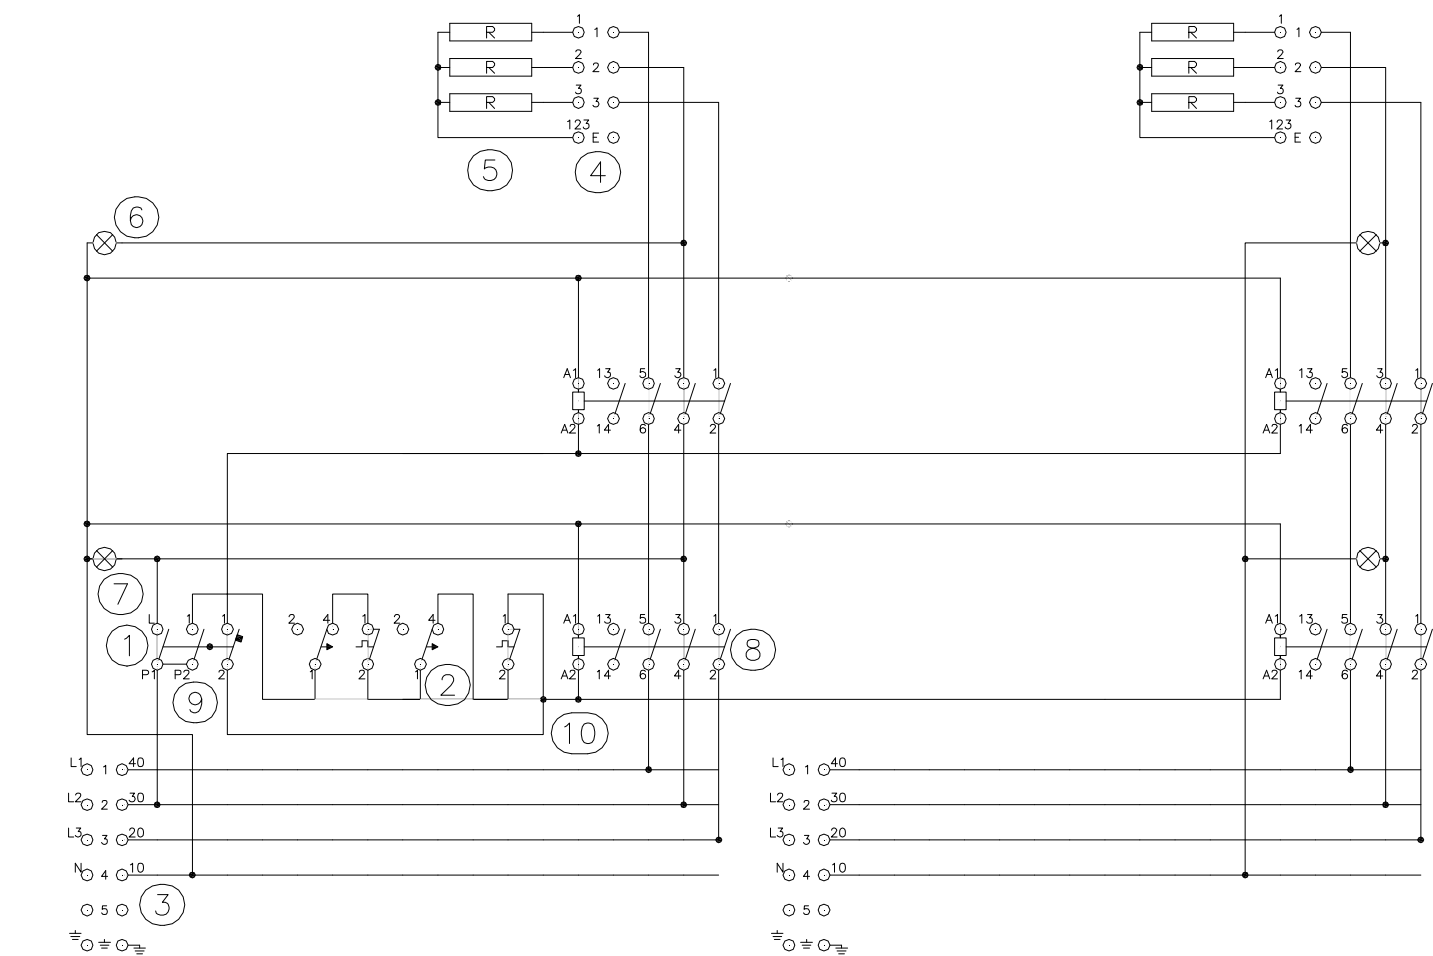 1 1
R 1 R 1
2 2
R 2 R 2
3 3
R 3 R 3
123 E 123 E
5 4
6
A1 13 5 3 1 A1 13 5 3 1
A2 14 6 4 2 A2 14 6 4 2
7
L 1 1 2 4 1 2 4 1 A1 13 5 3 1 A1 13 5 3 1
1 8
P1 P2 2 1 2 1 2 A2 14 6 4 2 A2 14 6 4 2
2
9
10
L1 1 40 L1 1 40
L2 2 30 L2 2 30
L3 3 20 L3 3 20
N 4 10 N 4 10
3
5 5